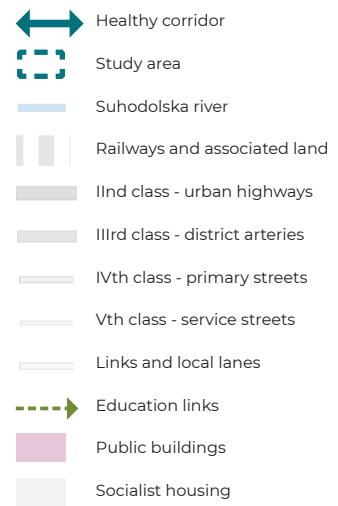 Healthy corridor
Study area
Suhodolska river
Railways and associated land
IInd class - urban highways
IIIrd class - district arteries
IVth class - primary streets
Vth class - service streets
Links and local lanes
Education links
Public buildings
Socialist housing